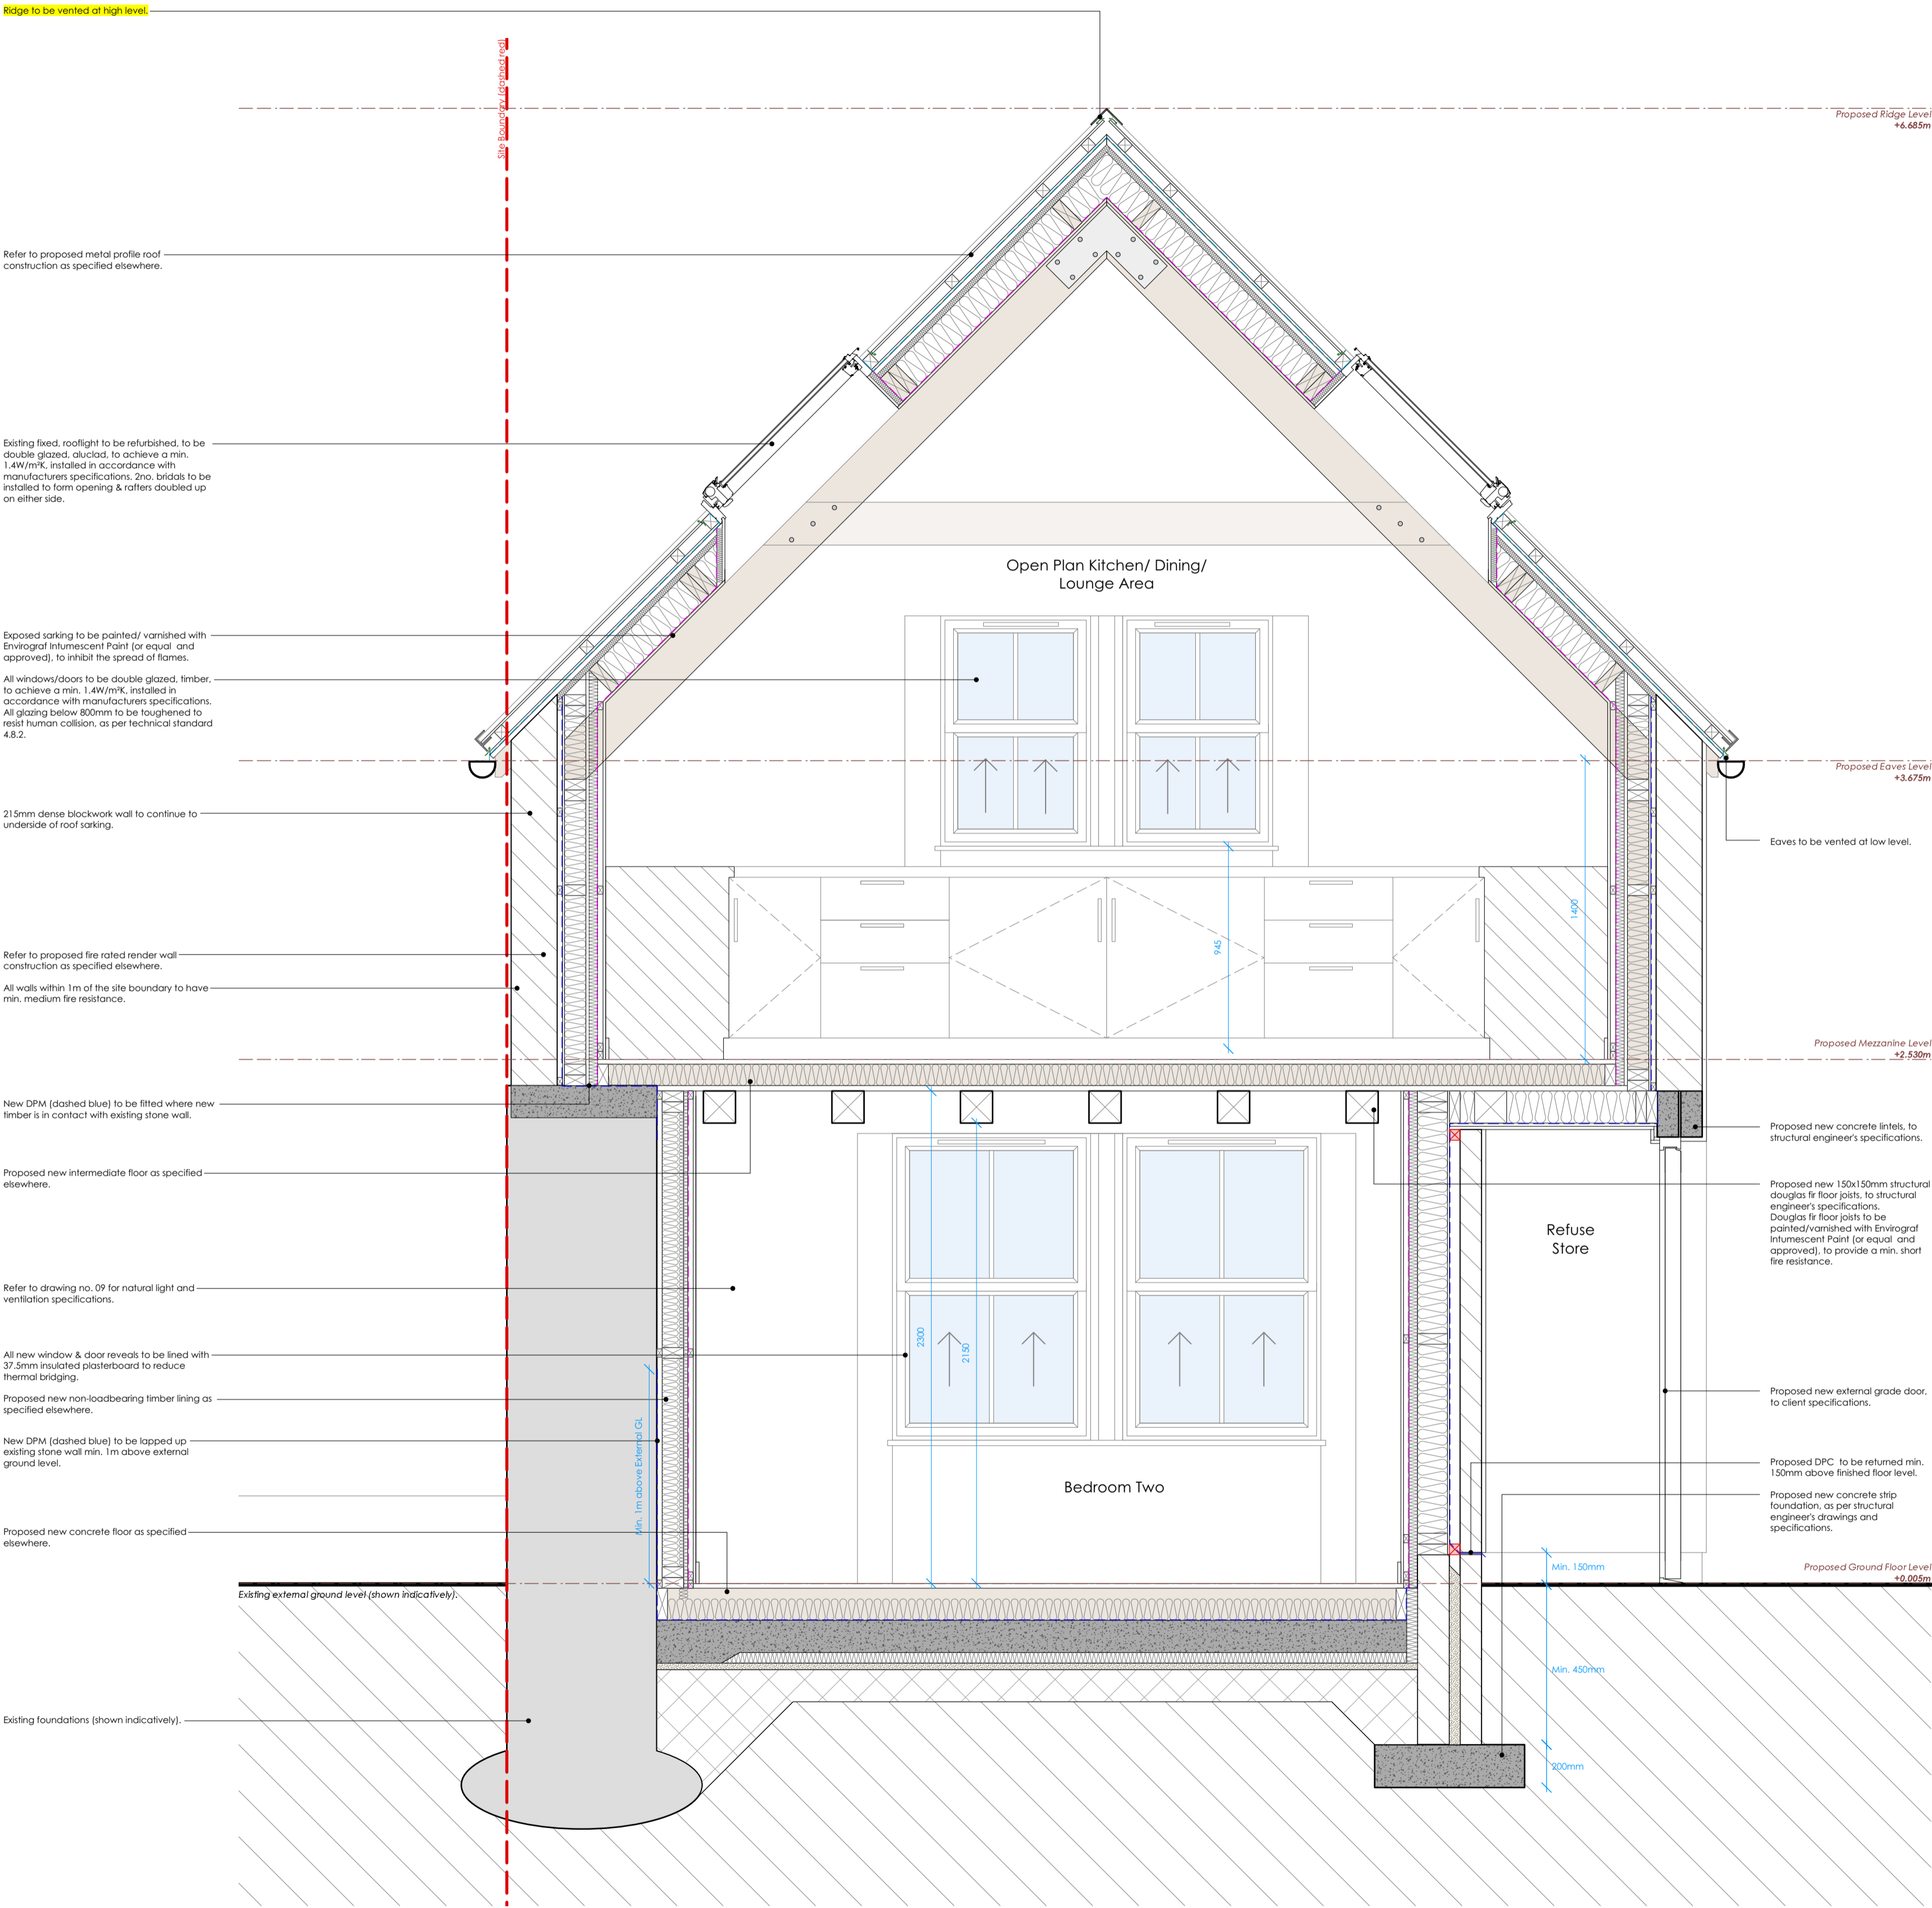 Ridge to be vented at high level.
Site Boundary (dashed red)
Proposed Ridge Level
+6.685m
Refer to proposed metal profile roof
construction as specified elsewhere.
Existing fixed, rooflight to be refurbished, to be
double glazed, aluclad, to achieve a min.
1.4W/m²K, installed in accordance with
manufacturers specifications. 2no. bridals to be
installed to form opening & rafters doubled up
on either side.
Open Plan Kitchen/ Dining/
Lounge Area
Exposed sarking to be painted/ varnished with
Envirograf Intumescent Paint (or equal and
approved), to inhibit the spread of flames.
All windows/doors to be double glazed, timber,
to achieve a min. 1.4W/m²K, installed in
accordance with manufacturers specifications.
All glazing below 800mm to be toughened to
resist human collision, as per technical standard
4.8.2.
Proposed Eaves Level
+3.675m
215mm dense blockwork wall to continue to
underside of roof sarking.
Eaves to be vented at low level.
1400
945
Refer to proposed fire rated render wall
construction as specified elsewhere.
All walls within 1m of the site boundary to have
min. medium fire resistance.
Proposed Mezzanine Level
+2.530m
New DPM (dashed blue) to be fitted where new
timber is in contact with existing stone wall.
Proposed new concrete lintels, to
structural engineer's specifications.
Proposed new intermediate floor as specified
elsewhere.
Proposed new 150x150mm structural
douglas fir floor joists, to structural
engineer's specifications.
Douglas fir floor joists to be
painted/varnished with Envirograf
Intumescent Paint (or equal and
approved), to provide a min. short
fire resistance.
Refuse
Store
Refer to drawing no. 09 for natural light and
ventilation specifications.
2300
2150
All new window & door reveals to be lined with
37.5mm insulated plasterboard to reduce
thermal bridging.
Proposed new non-loadbearing timber lining as
specified elsewhere.
Proposed new external grade door,
to client specifications.
New DPM (dashed blue) to be lapped up
existing stone wall min. 1m above external
ground level.
Min. 1m above External GL
Bedroom Two
Proposed DPC to be returned min.
150mm above finished floor level.
Proposed new concrete strip
foundation, as per structural
engineer's drawings and
specifications.
Proposed new concrete floor as specified
elsewhere.
Min. 150mm
Proposed Ground Floor Level
+0.005m
Existing external ground level (shown indicatively).
Min. 450mm
Existing foundations (shown indicatively).
200mm